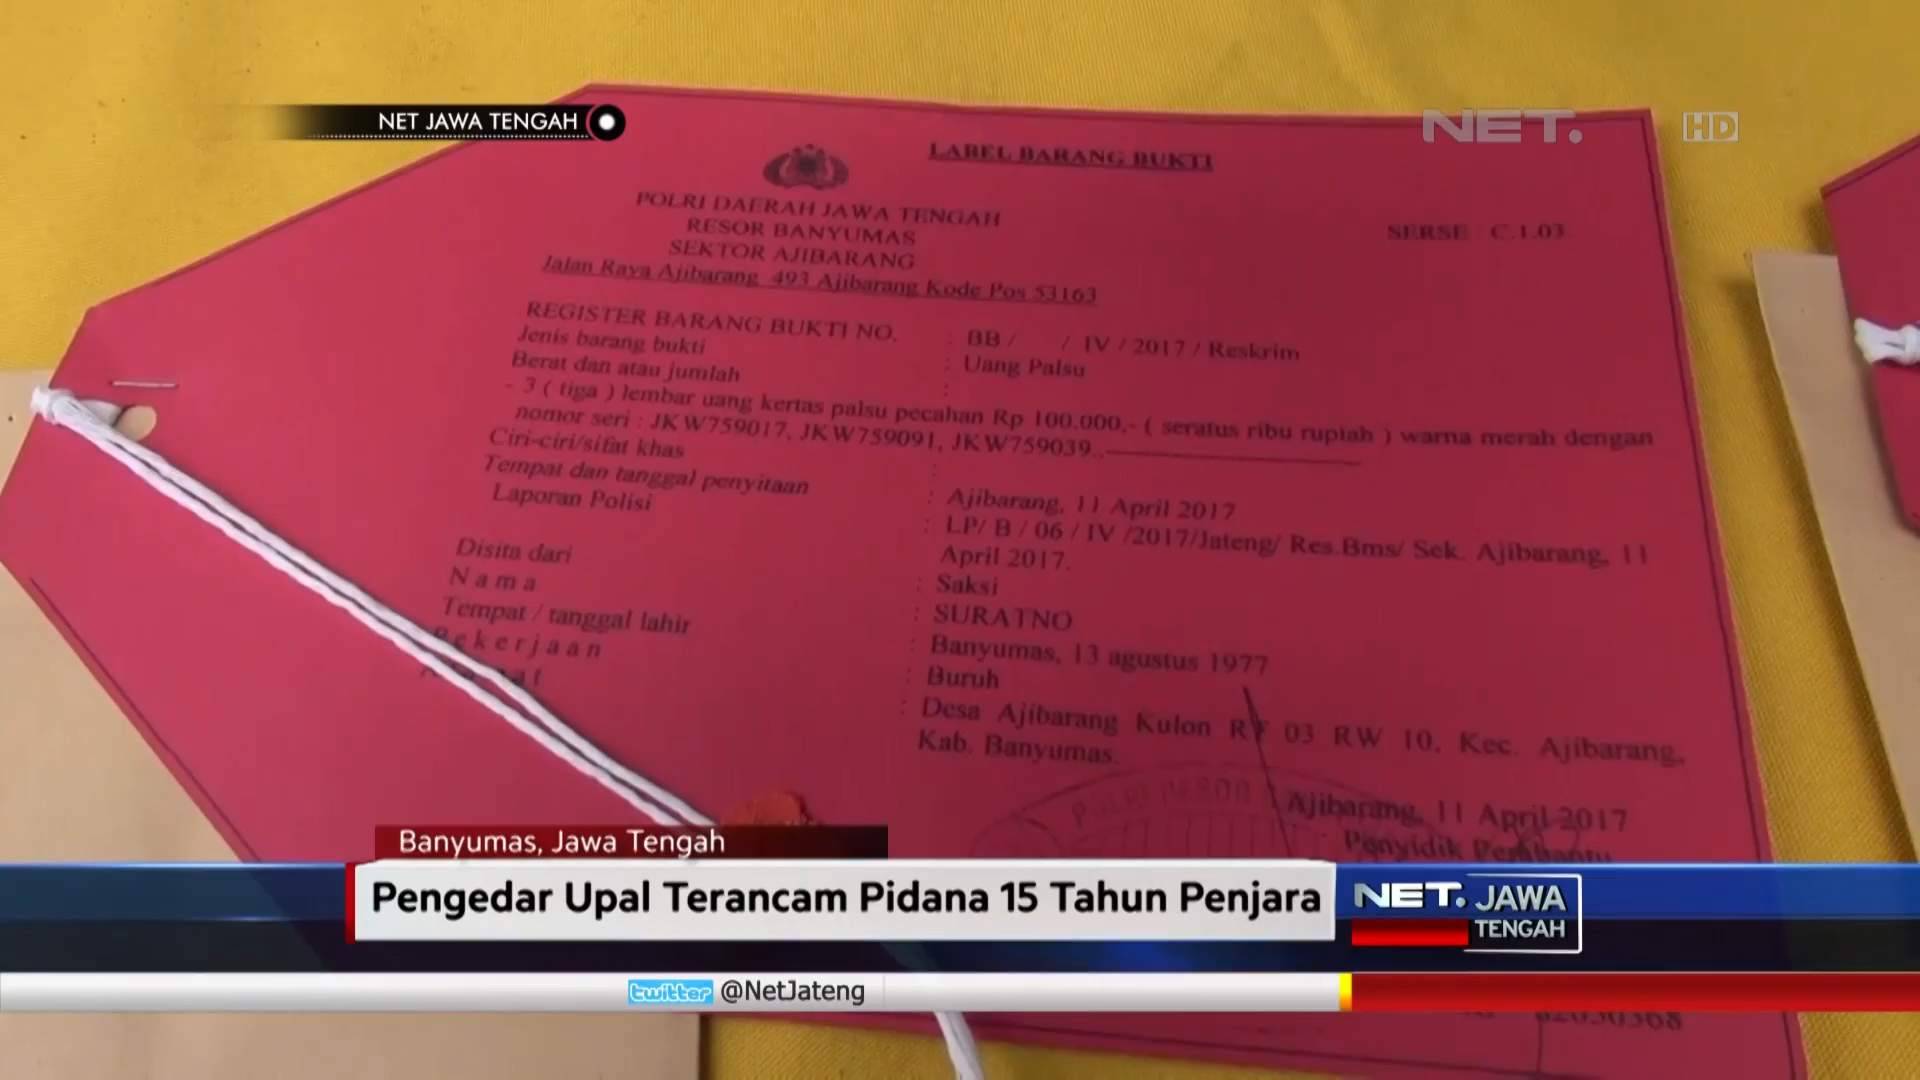 NET JAWA TENGAH
NET. HD
LABEL BARANG BUKTI
POLRI DAERAH JAWA TENGAH
RESOR BANYUMAS
SEKTOR AJIBARANG
Jalan Raya Ajibarang 493 Ajibarang Kode Pos 53163
SERSE C.1.03
REGISTER BARANG BUKTI NO. : BB / / IV / 2017 / Reskrim
Jenis barang bukti : Uang Palsu
Berat dan atau jumlah :
- 3 ( tiga ) lembar uang kertas palsu pecahan Rp 100.000,- ( seratus ribu rupiah ) warna merah dengan
nomor seri : JKW759017, JKW759091, JKW759039,.
Ciri-ciri/sifat khas :
Tempat dan tanggal penyitaan : Ajibarang, 11 April 2017
Laporan Polisi : LP/ B / 06 / IV /2017/Jateng/ Res.Bms/ Sek. Ajibarang, 11
April 2017.
Disita dari : Saksi
N a m a : SURATNO
Tempat / tanggal lahir : Banyumas, 13 agustus 1977
P e k e r j a a n : Buruh
: Desa Ajibarang Kulon RT 03 RW 10, Kec. Ajibarang,
Kab. Banyumas.
POLRI RESOR
Ajibarang, 11 April 2017
Penyidik Pembantu
Banyumas, Jawa Tengah
Pengedar Upal Terancam Pidana 15 Tahun Penjara
NET. JAWA
TENGAH
twitter @NetJateng